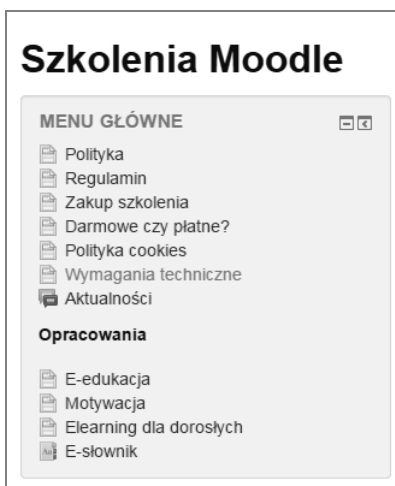 Szkolenia Moodle
MENU GŁÓWNE
Polityka
Regulamin
Zakup szkolenia
Darmowe czy płatne?
Polityka cookies
Wymagania techniczne
Aktualności
Opracowania
E-edukacja
Motywacja
Elearning dla dorosłych
E-słownik